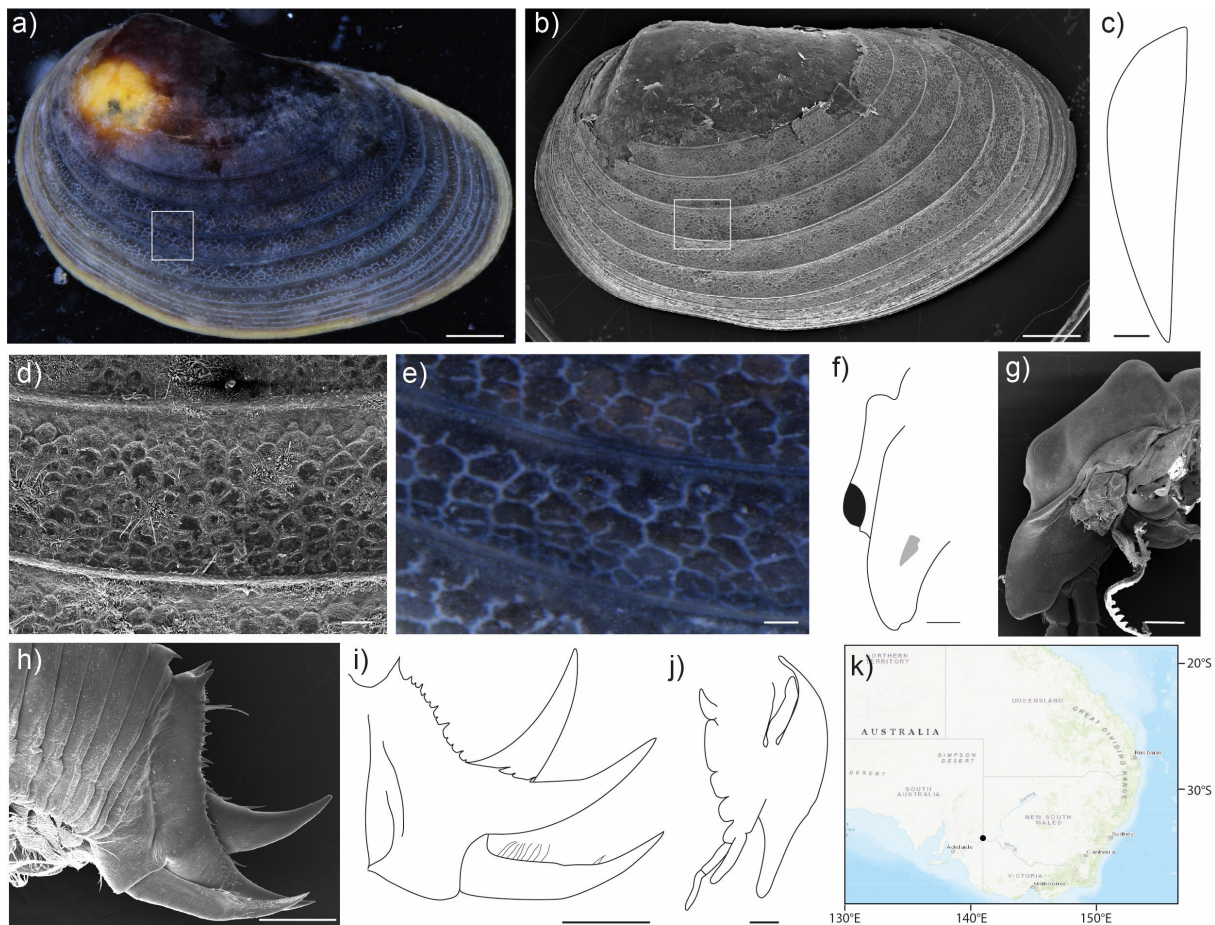 a)
b)
c)
d)
e)
f)
g)
h)
i)
j)
k)
NORTHERN
TERRITORY
20°S
QUEENSLAND
GREAT DIVIDING RANGE
AUSTRALIA
SIMPSON
DESERT
Brisbane
DESERT
SOUTH
AUSTRALIA
30°S
Darling
NEW SOUTH
WALES
Sydney
Adelaide
Canberra
VICTORIA
Melbourne
130°E
140°E
150°E